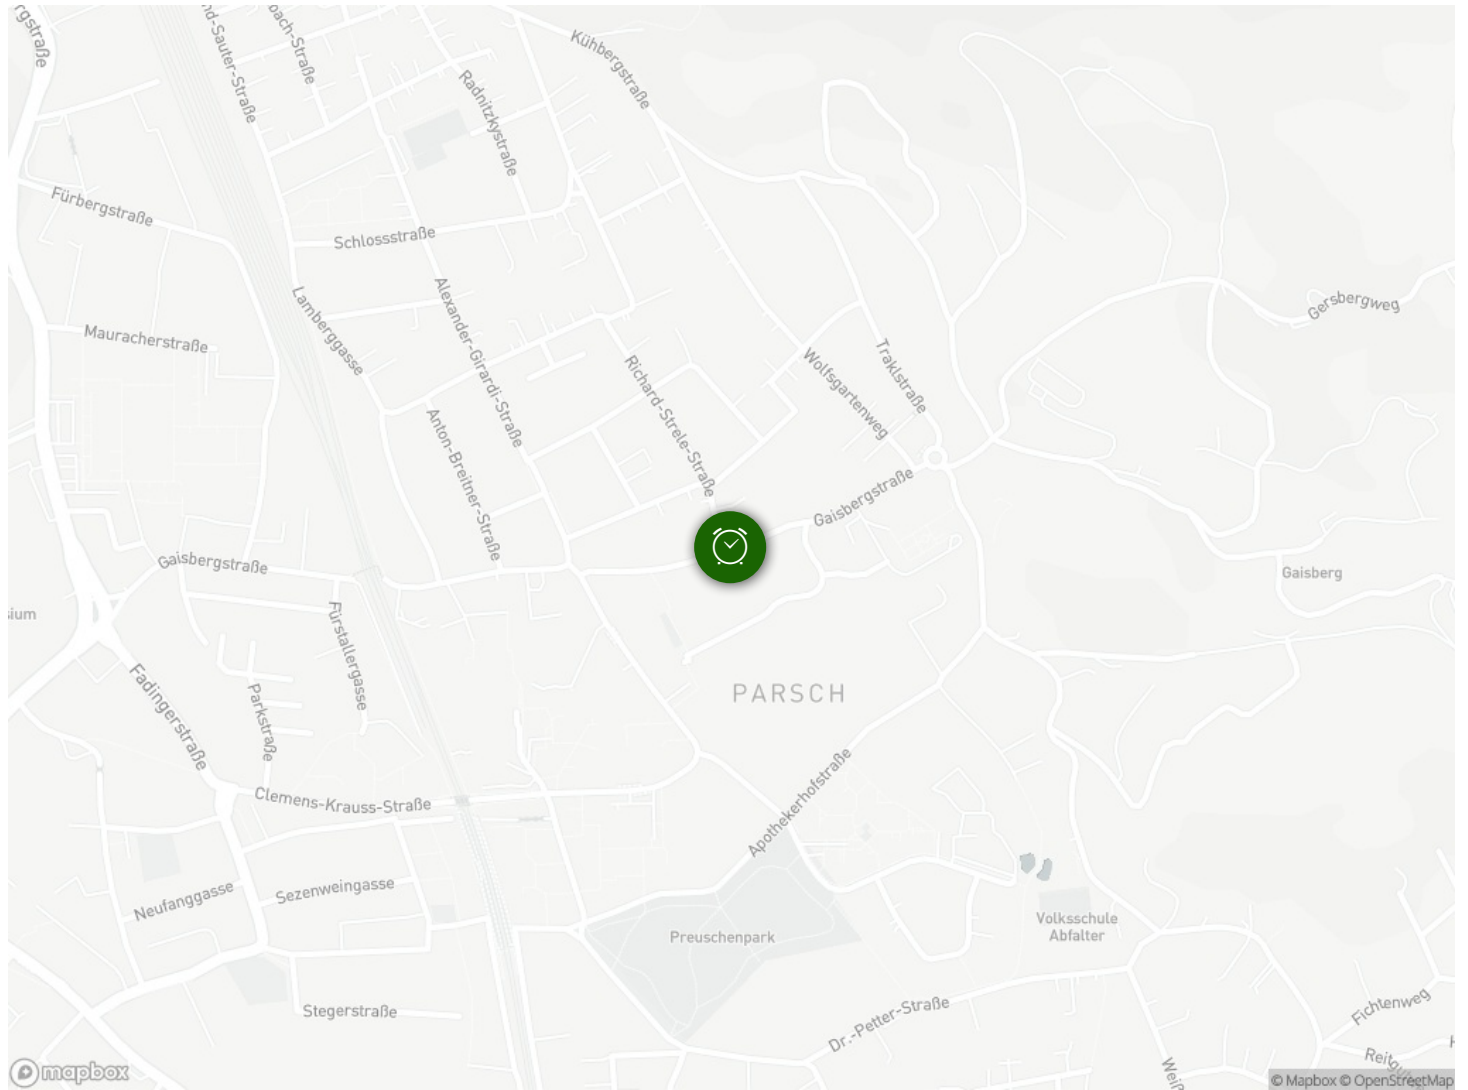 Kühbergstraße
Radnitzkystraße
Fürbergstraße
Schlossstraße
Gersbergweg
Lamberggasse
Alexander-Girardi-Straße
Mauracherstraße
Traklstraße
Wolfsgartenweg
Richard-Strele-Straße
Anton-Breitner-Straße
Gaisbergstraße
Gaisbergstraße
Gaisberg
Fürstallergasse
Fadingerstraße
Parkstraße
PARSCH
Clemens-Krauss-Straße
Apothekerhofstraße
Neufanggasse
Sezenweingasse
Volksschule
Abfalter
Preuschenpark
Stegerstraße
Dr.-Petter-Straße
Fichtenweg
mapbox
© Mapbox © OpenStreetMap